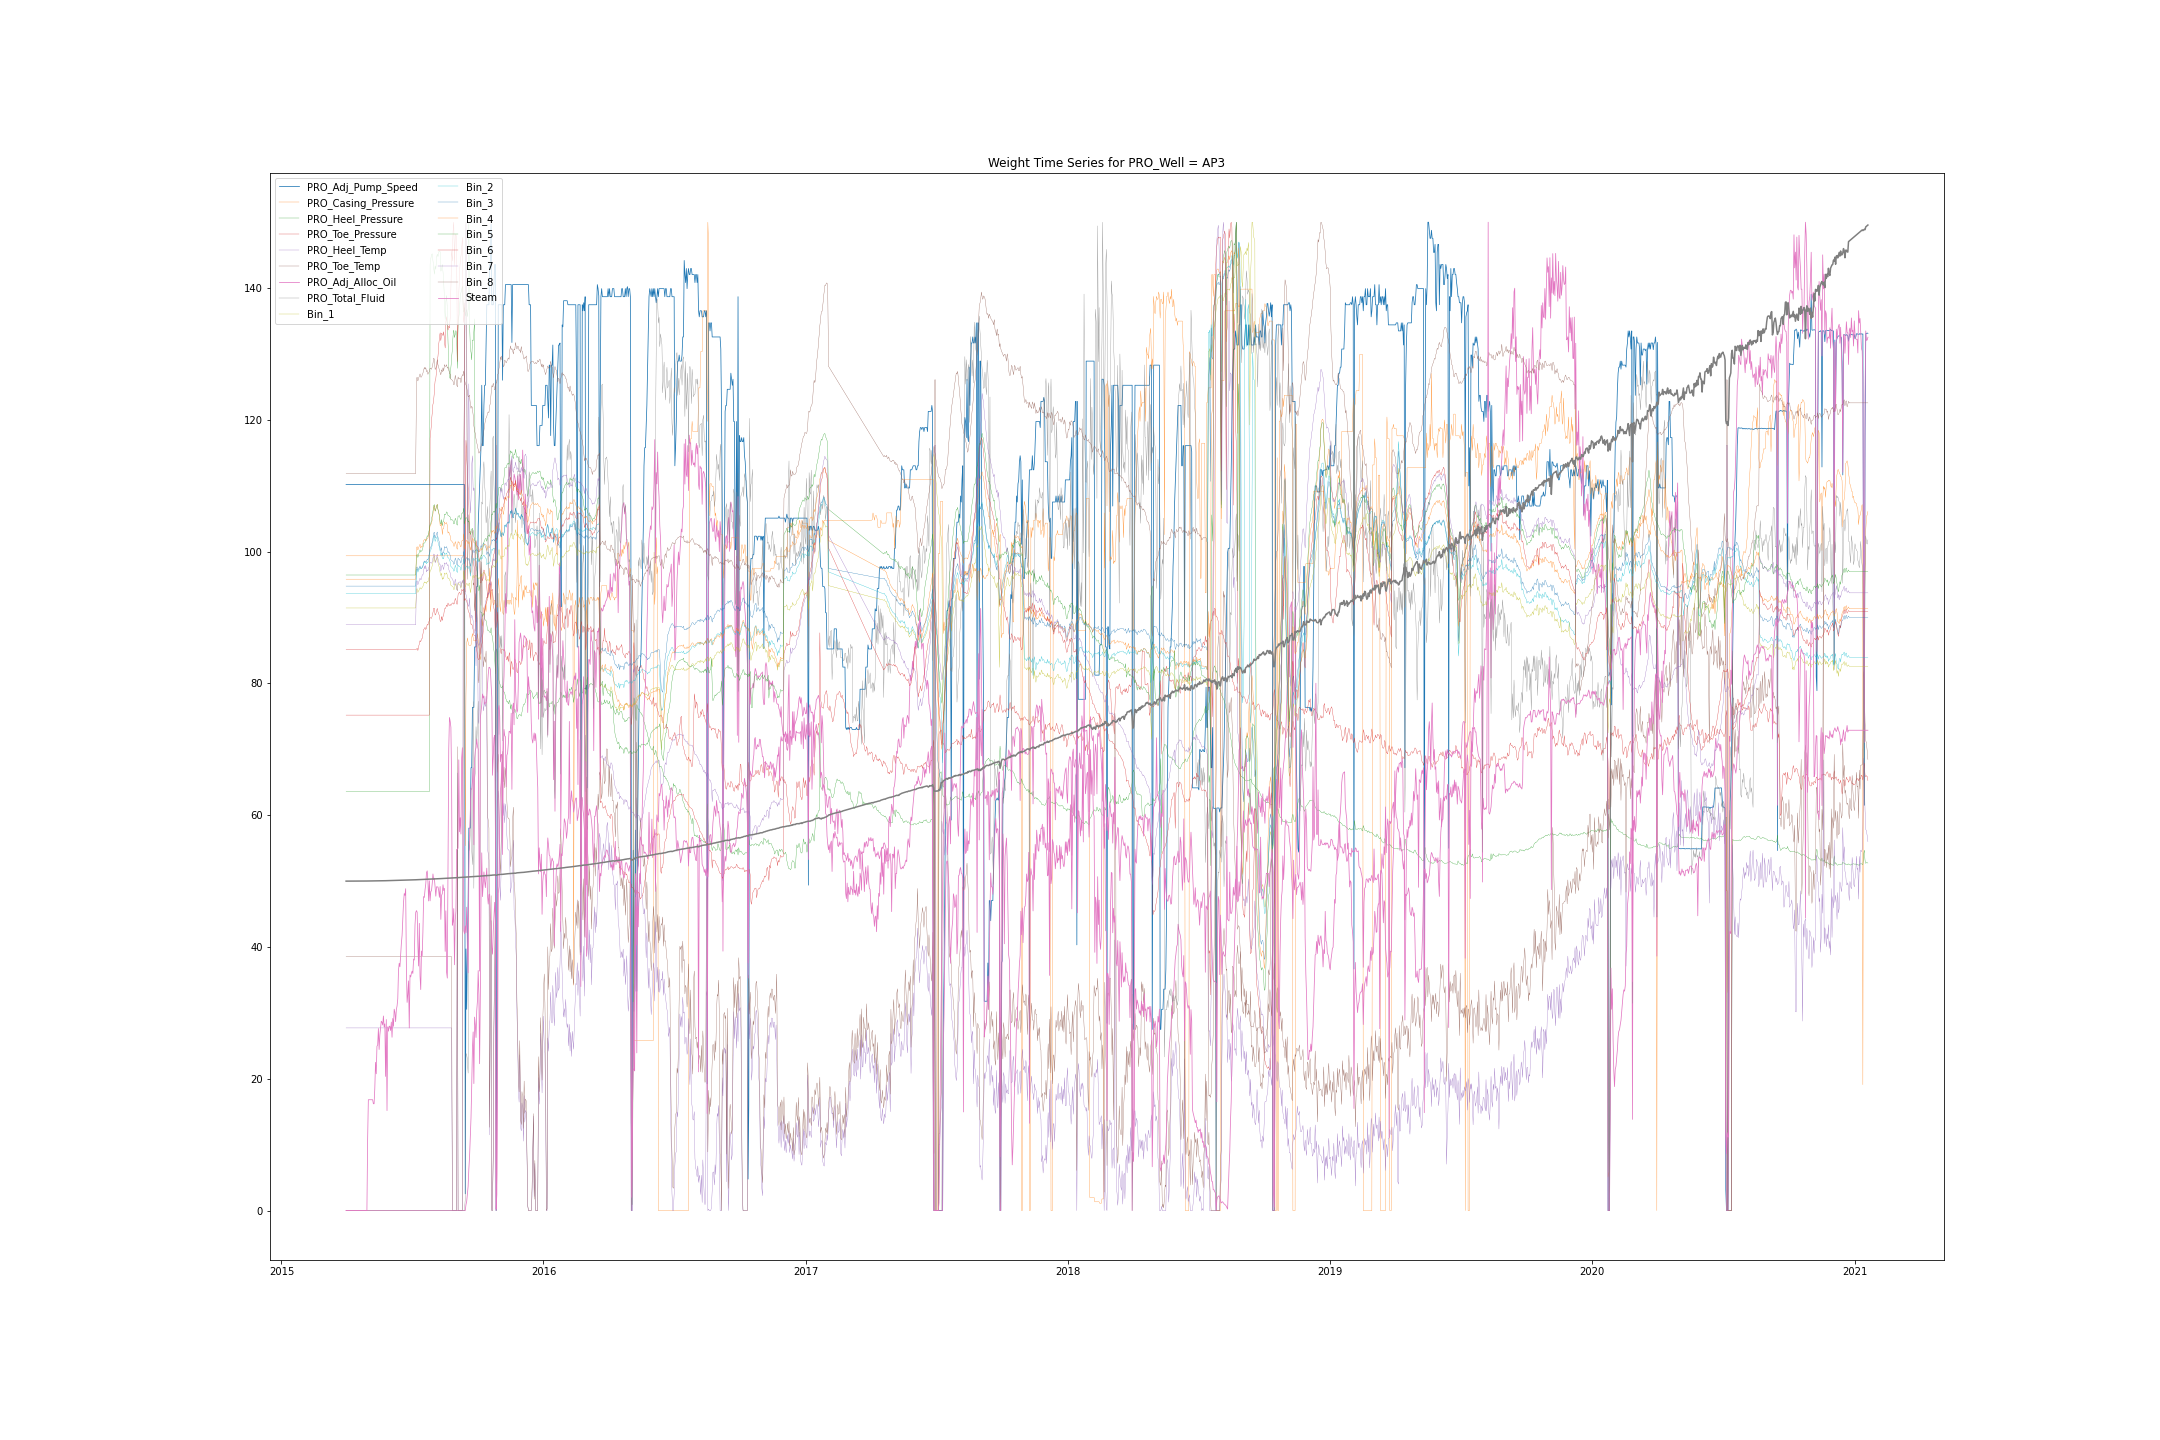 Weight Time Series for PRO_Well = AP3
PRO_Adj_Pump_Speed
PRO_Casing_Pressure
PRO_Heel_Pressure
PRO_Toe_Pressure
PRO_Heel_Temp
PRO_Toe_Temp
PRO_Adj_Alloc_Oil
PRO_Total_Fluid
Bin_1
Bin_2
Bin_3
Bin_4
Bin_5
Bin_6
Bin_7
Bin_8
Steam
140
120
100
80
60
40
20
0
2015 2016 2017 2018 2019 2020 2021